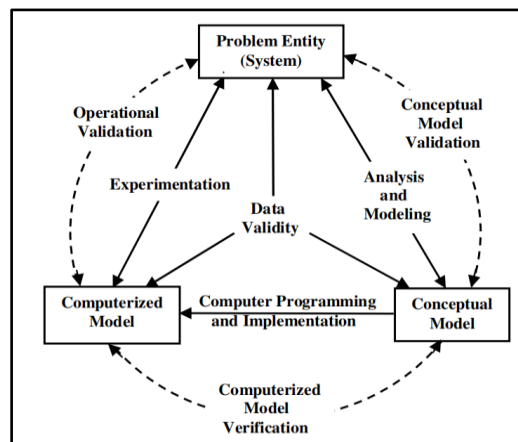 Problem Entity
(System)
Operational
Validation
Conceptual
Model
Validation
Experimentation
Analysis
and
Modeling
Data
Validity
Computerized
Model
Computer Programming
and Implementation
Conceptual
Model
Computerized
Model
Verification